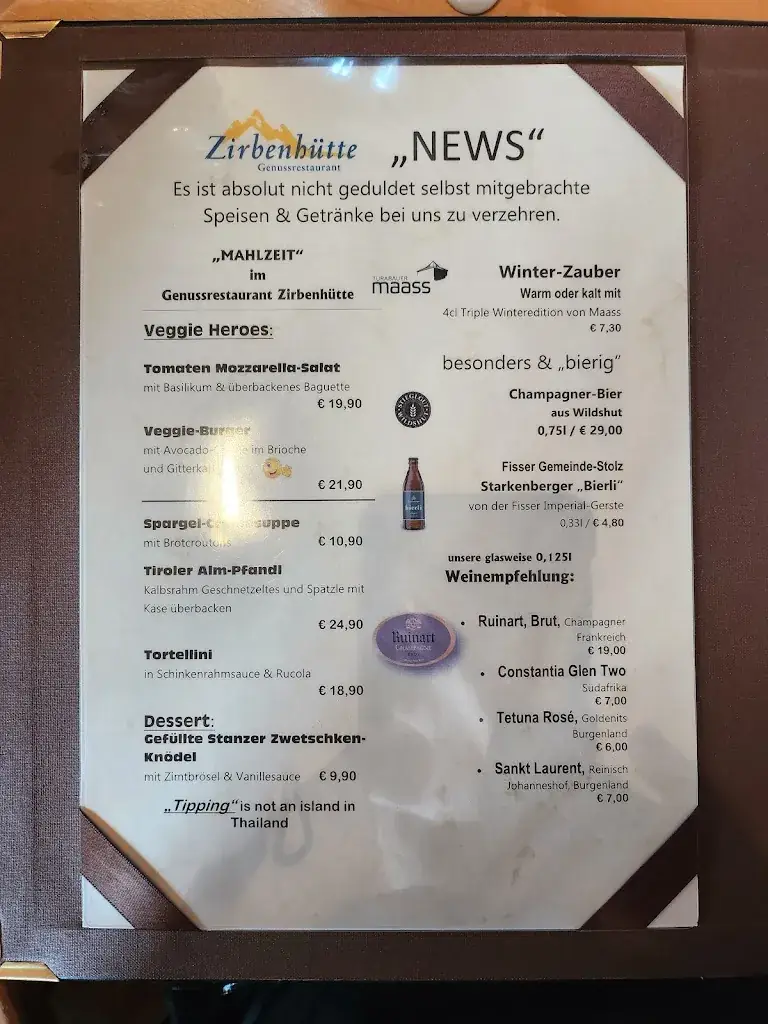 Zirbenhütte
Genussrestaurant
„NEWS“
Es ist absolut nicht geduldet selbst mitgebrachte
Speisen & Getränke bei uns zu verzehren.
„MAHLZEIT“
im
Genussrestaurant Zirbenhütte
Veggie Heroes:
Tomaten Mozzarella-Salat
mit Basilikum & überbackenes Baguette
€ 19,90
Veggie-Burger
mit Avocado- im Brioche
und
€ 21,90
Spargel-
mit Brotcroutons
€ 10,90
Tiroler Alm-Pfandl
Kalbsrahm Geschnetzeltes und Spätzle mit
Käse überbacken
€ 24,90
Tortellini
in Schinkenrahmsauce & Rucola
€ 18,90
Dessert:
Gefüllte Stanzer Zwetschken-
Knödel
mit Zimtbrösel & Vanillesauce € 9,90
„Tipping“ is not an island in
Thailand
maass
Winter-Zauber
Warm oder kalt mit
4cl Triple Winteredition von Maass
€ 7,30
besonders & „bierig“
STIEGLGUT
WILDSHUT
Champagner-Bier
aus Wildshut
0,75l / € 29,00
Fisser Gemeinde-Stolz
Starkenberger „Bierli“
von der Fisser Imperial-Gerste
0,33l / € 4,80
unsere glasweise 0,125l
Weinempfehlung:
Ruinart
• Ruinart, Brut, Champagner
Frankreich
€ 19,00
• Constantia Glen Two
Südafrika
€ 7,00
• Tetuna Rosé, Goldenits
Burgenland
€ 6,00
• Sankt Laurent, Reinisch
Johanneshof, Burgenland
€ 7,00